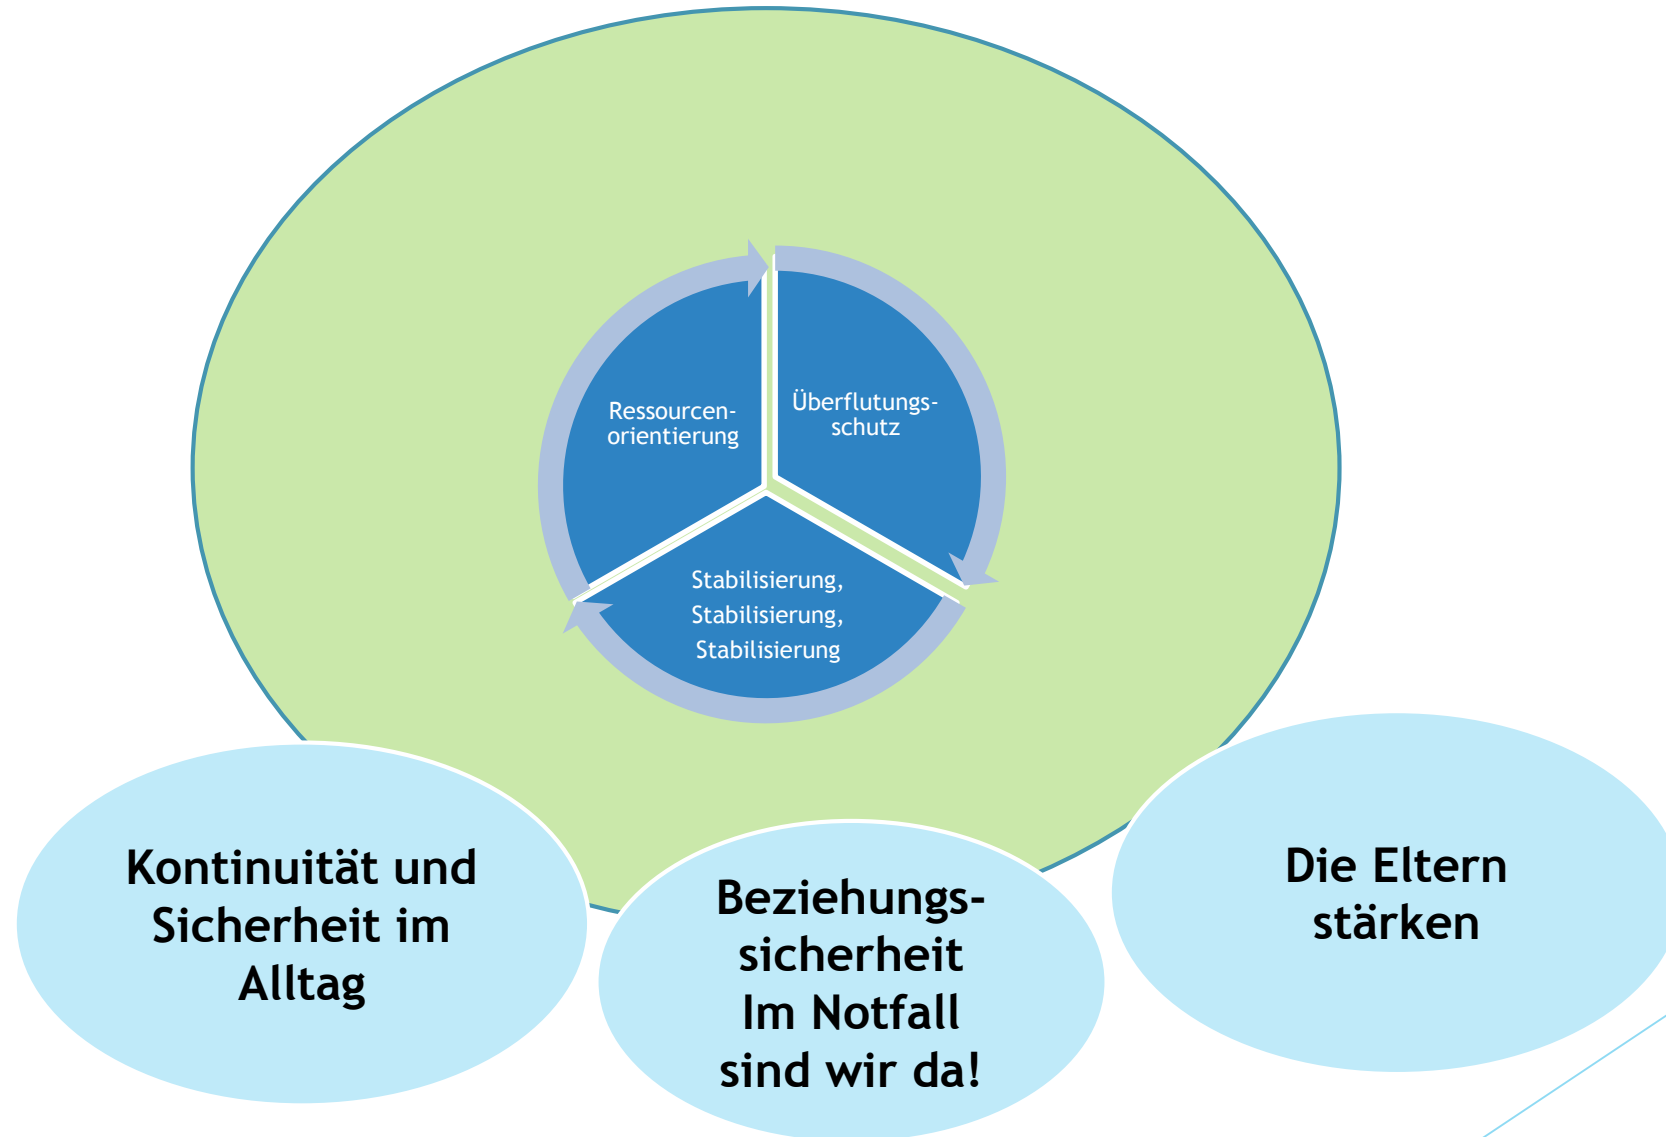 Ressourcen-
orientierung
Überflutungs-
schutz
Stabilisierung,
Stabilisierung,
Stabilisierung
Kontinuität und
Sicherheit im
Alltag
Beziehungs-
sicherheit
Im Notfall
sind wir da!
Die Eltern
stärken